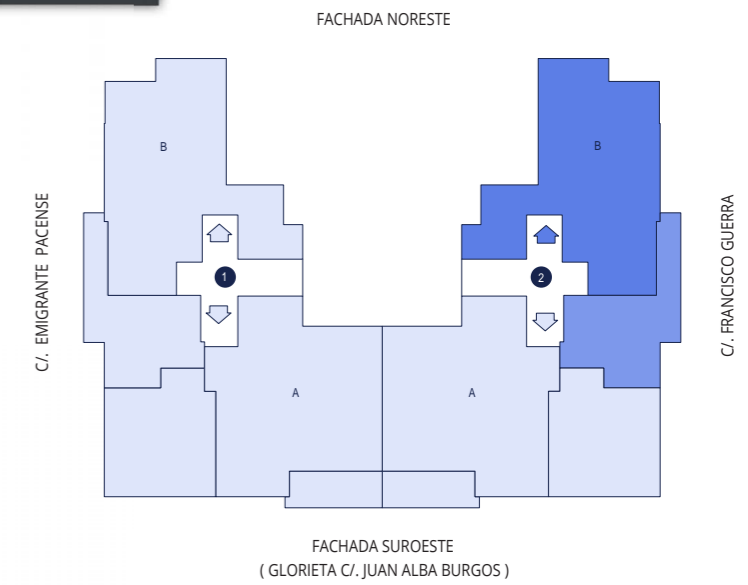 FACHADA NORESTE
B
B
C/. EMIGRANTE PACENSE
C/. FRANCISCO GUERRA
1
2
A
A
FACHADA SUROESTE
( GLORIETA C/. JUAN ALBA BURGOS )